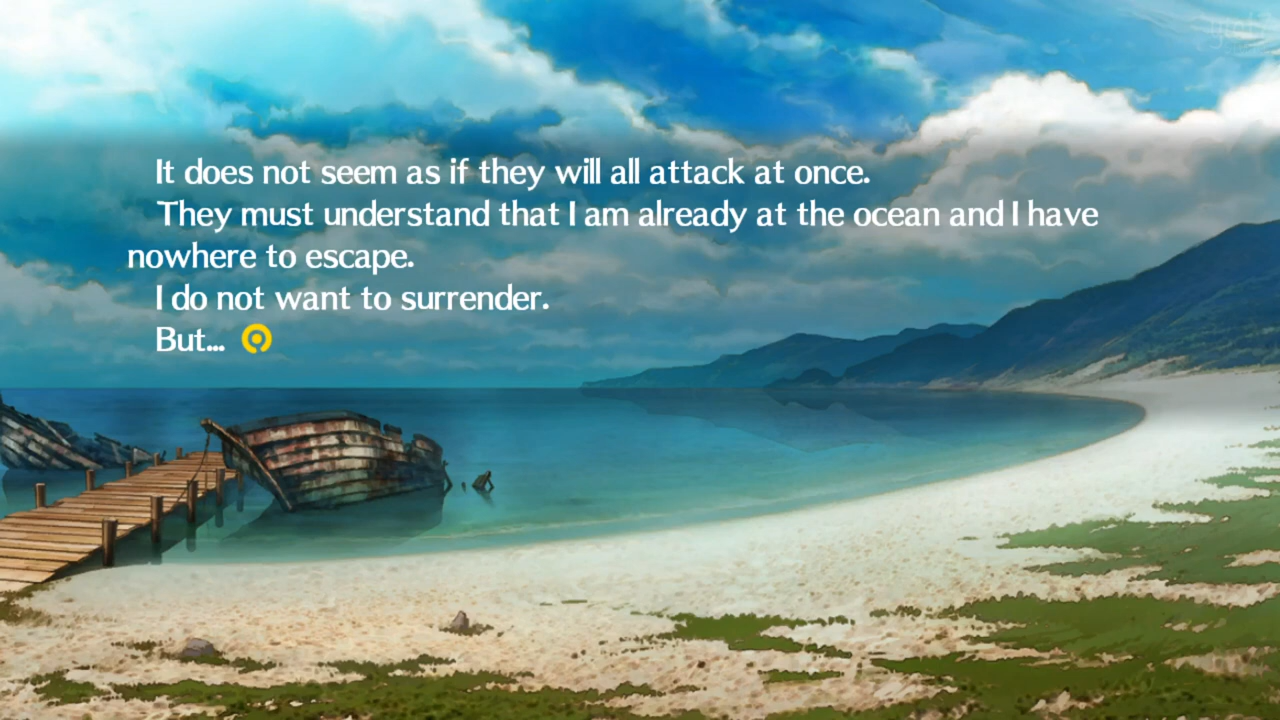 It does not seem as if they will all attack at once.
They must understand that I am already at the ocean and I have
nowhere to escape.
I do not want to surrender.
But...